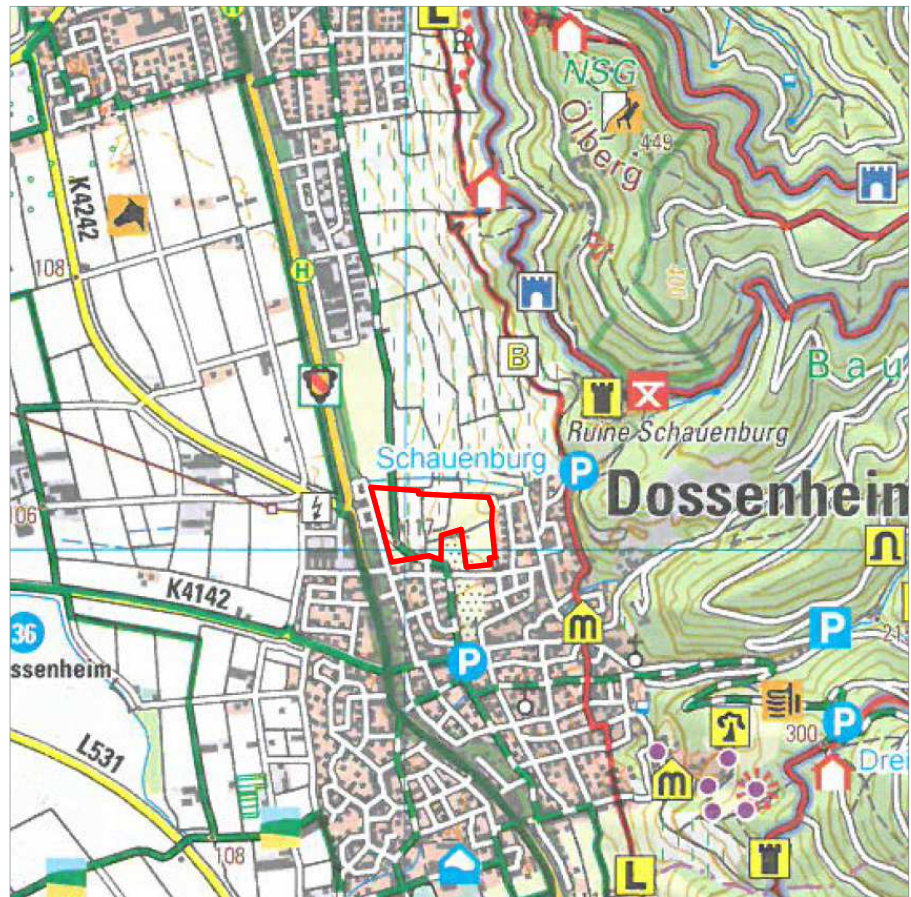 H
L
NSG
Ölberg
449
K4242
108
H
400
B
Bau
Ruine Schauenburg
Schauenburg
P
Dossenheim
106
117
K4142
36
ssenheim
m
P
P
L531
300
P
m
Drei
108
L